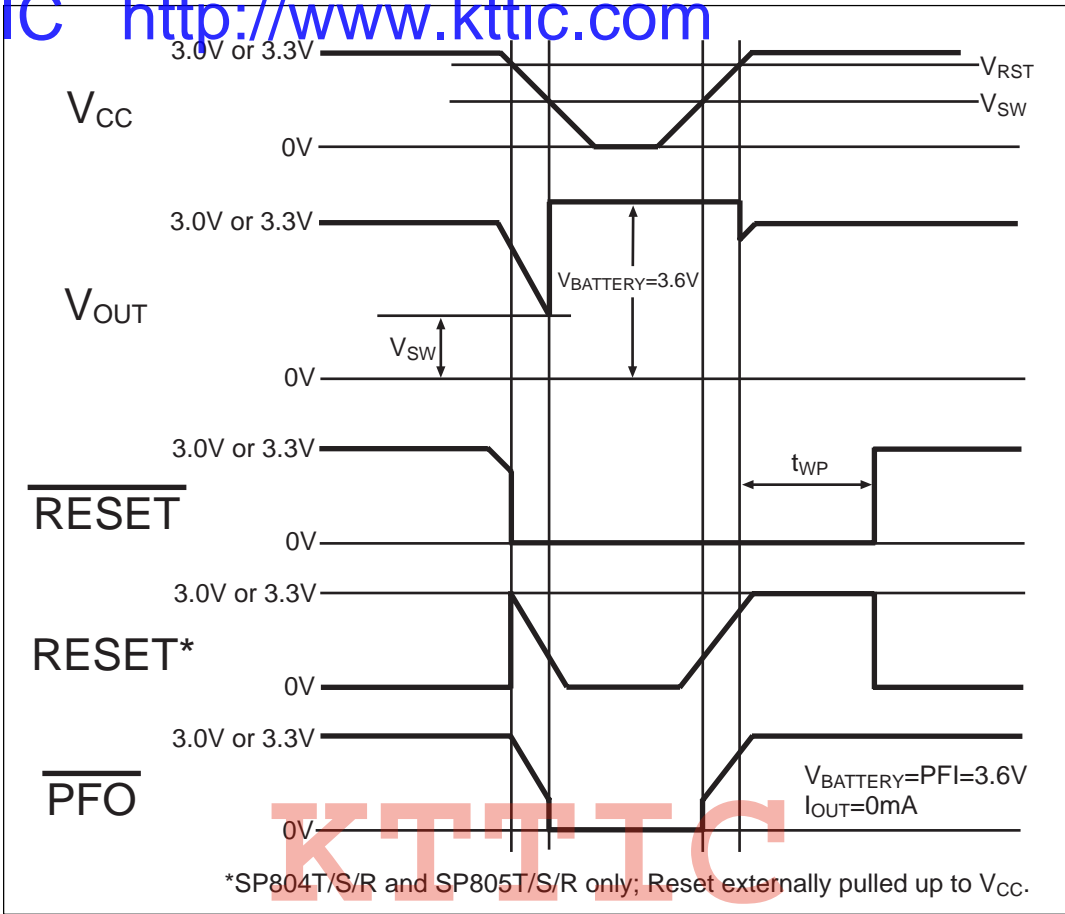 IC http://www.kttic.com
3.0V or 3.3V
VRST
VCC
VSW
0V
3.0V or 3.3V
VBATTERY=3.6V
VOUT
VSW
0V
3.0V or 3.3V
tWP
RESET
0V
3.0V or 3.3V
RESET*
0V
3.0V or 3.3V
VBATTERY=PFI=3.6V
PFO
IOUT=0mA
0V
KTTIC
*SP804T/S/R and SP805T/S/R only; Reset externally pulled up to VCC.